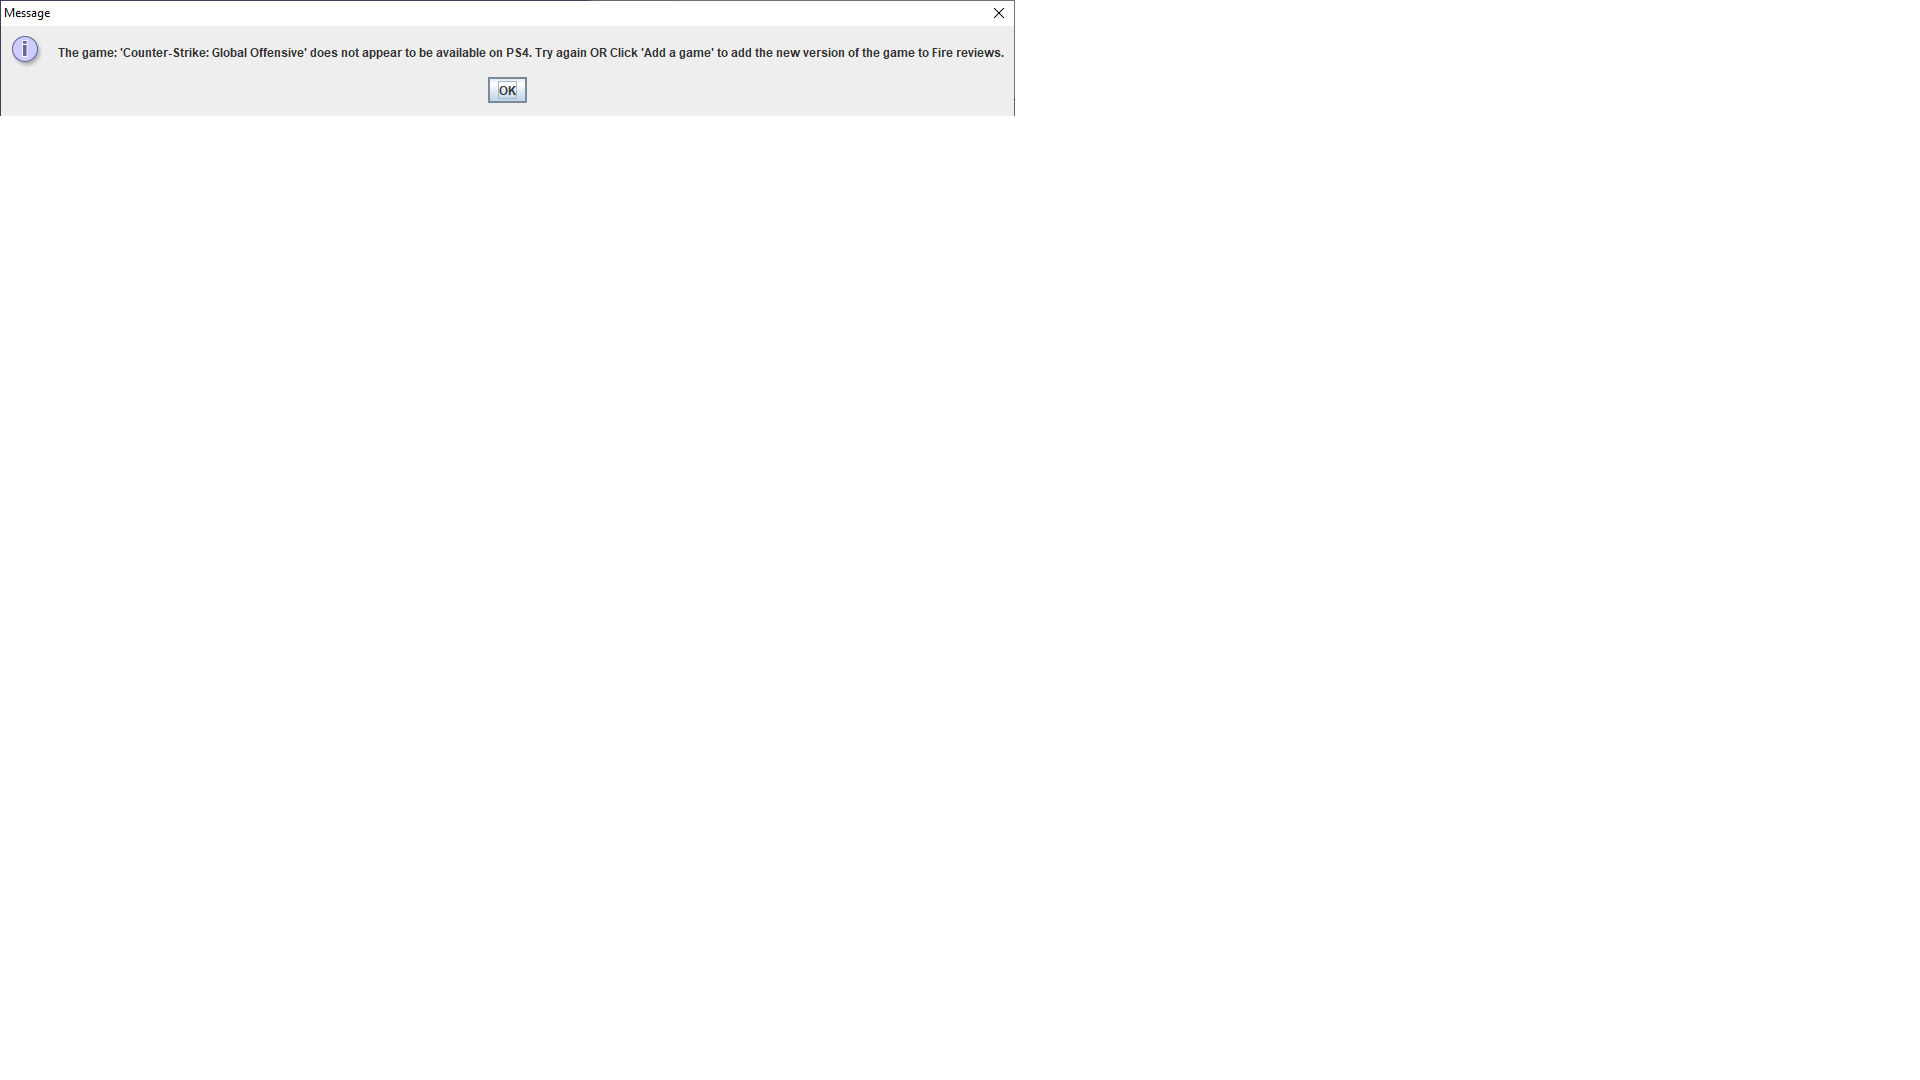 Message
The game: 'Counter-Strike: Global Offensive' does not appear to be available on PS4. Try again OR Click 'Add a game' to add the new version of the game to Fire reviews.
OK